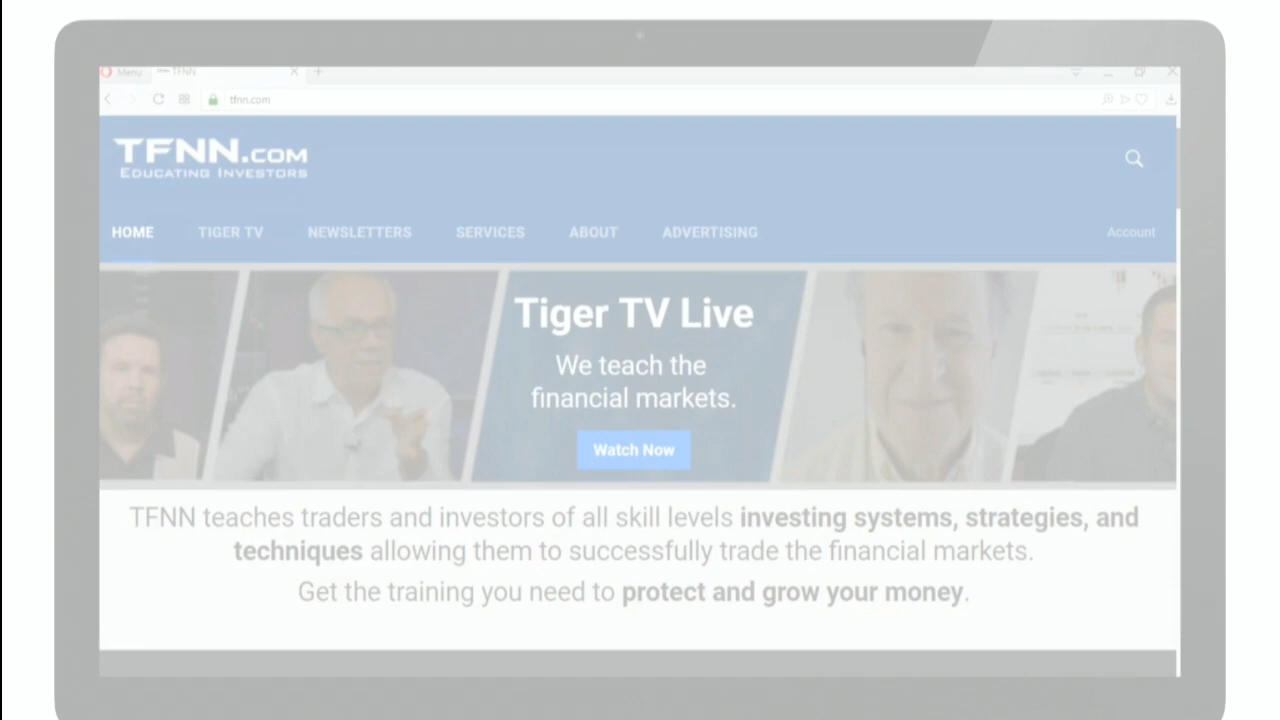 Menu
TFNN
tfnn.com
TFNN.COM
EDUCATING INVESTORS
HOME TIGER TV NEWSLETTERS SERVICES ABOUT ADVERTISING Account
Tiger TV Live
We teach the
financial markets.
Watch Now
TFNN teaches traders and investors of all skill levels investing systems, strategies, and
techniques allowing them to successfully trade the financial markets.
Get the training you need to protect and grow your money.